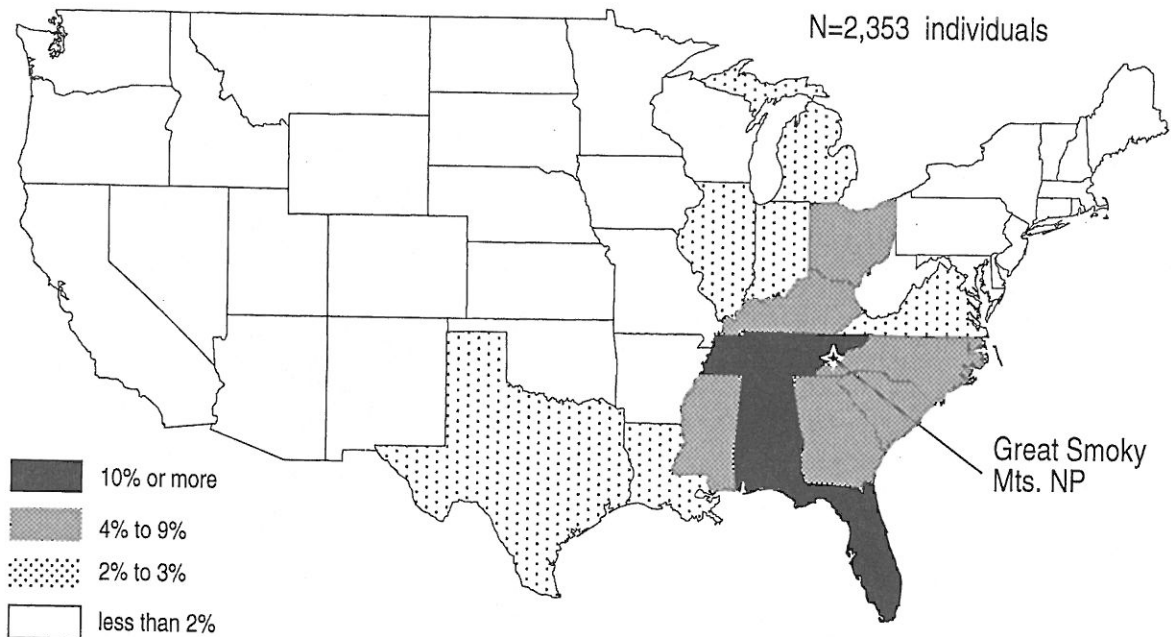 N=2,353 individuals
Great Smoky
Mts. NP
10% or more
4% to 9%
2% to 3%
less than 2%